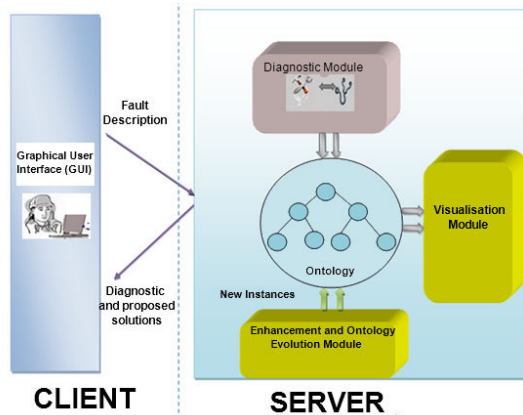 Graphical User
Interface (GUI)
Fault
Description
Diagnostic
and proposed
solutions
CLIENT
Diagnostic Module
Ontology
Visualisation
Module
New Instances
Enhancement and Ontology
Evolution Module
SERVER